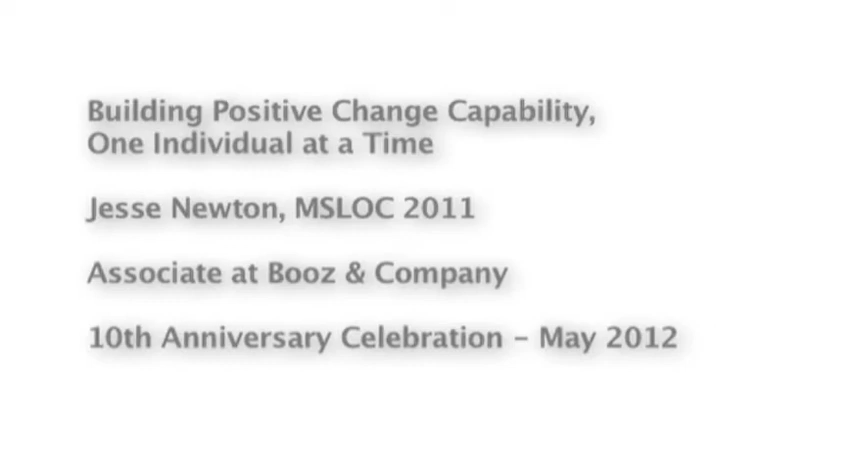 Building Positive Change Capability,
One Individual at a Time
Jesse Newton, MSLOC 2011
Associate at Booz & Company
10th Anniversary Celebration – May 2012